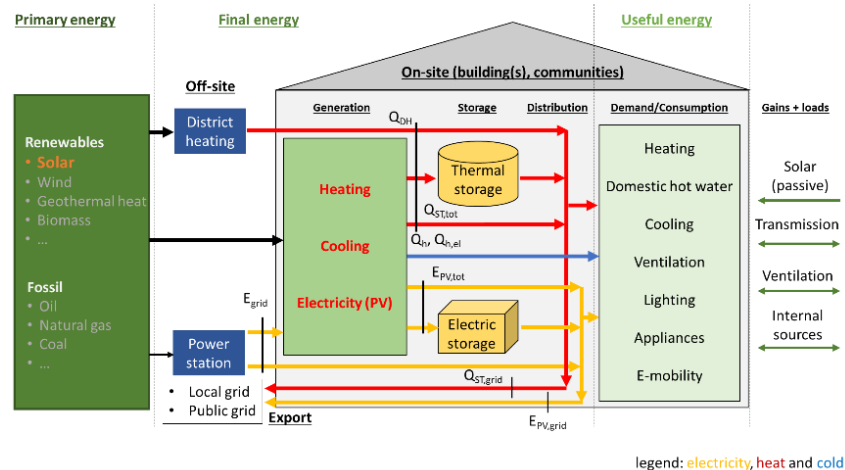 Primary energy
Final energy
Useful energy
On-site (building(s), communities)
Off-site
Generation
Storage
Distribution
Demand/Consumption
Gains + loads
District
heating
Q_DH
Renewables
• Solar
• Wind
• Geothermal heat
• Biomass
• ...
Fossil
• Oil
• Natural gas
• Coal
• ...
Heating
Cooling
Electricity (PV)
Thermal
storage
Q_ST,tot
Q_h, Q_h,el
E_PV,tot
E_grid
Electric
storage
Power
station
Q_ST,grid
• Local grid
• Public grid
Export
E_PV,grid
Heating
Domestic hot water
Cooling
Ventilation
Lighting
Appliances
E-mobility
Solar
(passive)
Transmission
Ventilation
Internal
sources
legend: electricity, heat and cold